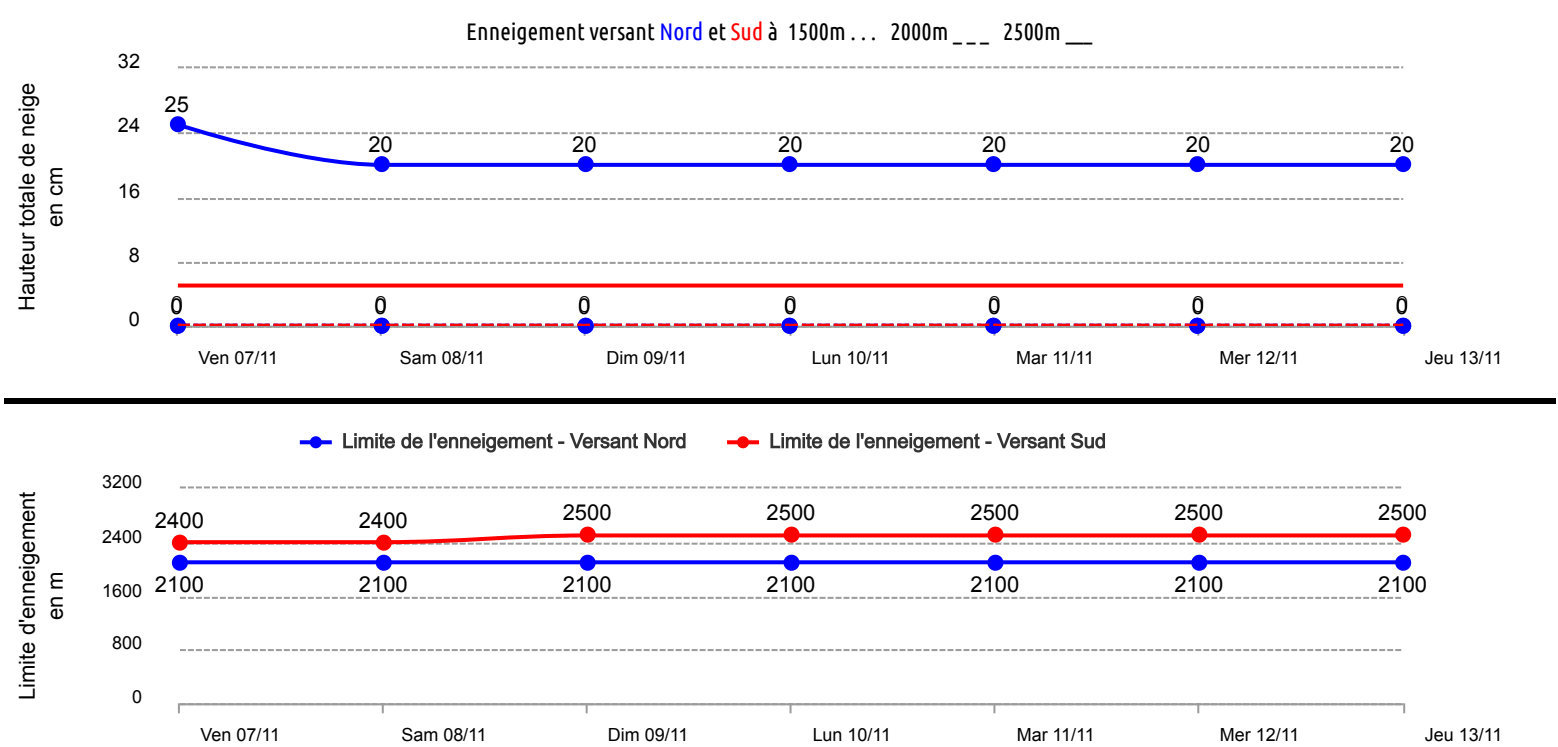 Enneigement versant Nord et Sud à 1500m . . . 2000m _ _ _ 2500m ___
Hauteur totale de neige
en cm
32
24
16
8
0
25
20
20
20
20
20
20
0
0
0
0
0
0
0
Ven 07/11
Sam 08/11
Dim 09/11
Lun 10/11
Mar 11/11
Mer 12/11
Jeu 13/11
Limite de l'enneigement - Versant Nord
Limite de l'enneigement - Versant Sud
Limite d'enneigement
en m
3200
2400
1600
800
0
2400
2400
2500
2500
2500
2500
2500
2100
2100
2100
2100
2100
2100
2100
Ven 07/11
Sam 08/11
Dim 09/11
Lun 10/11
Mar 11/11
Mer 12/11
Jeu 13/11